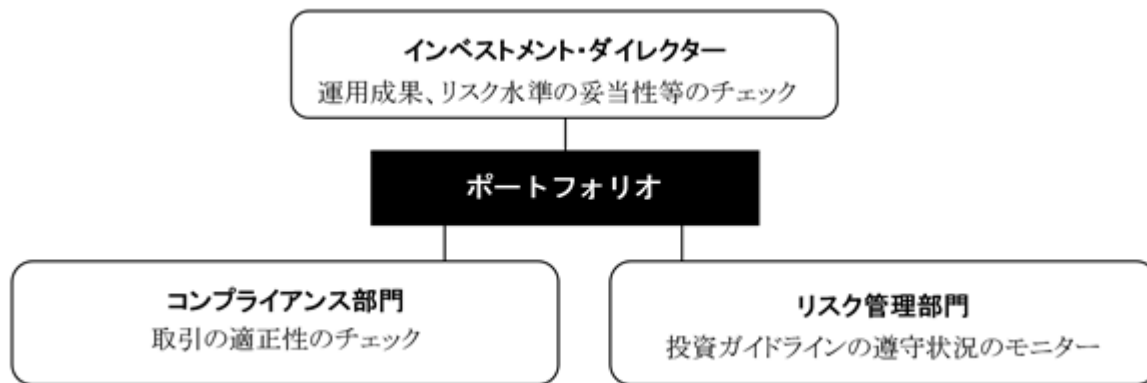 インベストメント・ダイレクター
運用成果、リスク水準の妥当性等のチェック
ポートフォリオ
コンプライアンス部門
取引の適正性のチェック
リスク管理部門
投資ガイドラインの遵守状況のモニター